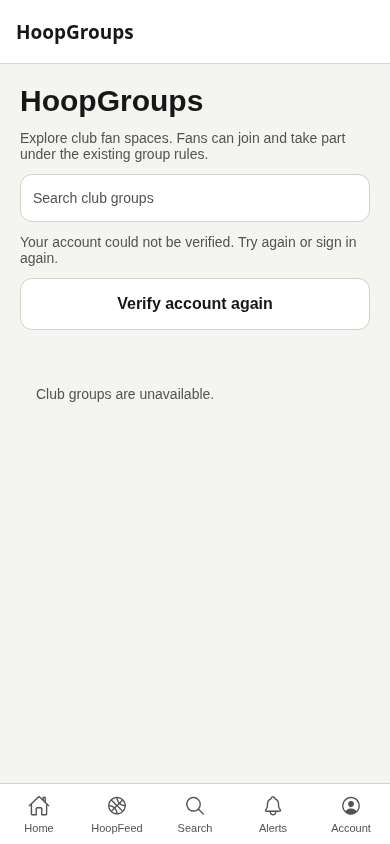 HoopGroups
HoopGroups
Explore club fan spaces. Fans can join and take part
under the existing group rules.
Search club groups
Your account could not be verified. Try again or sign in
again.
Verify account again
Club groups are unavailable.
Home
HoopFeed
Search
Alerts
Account